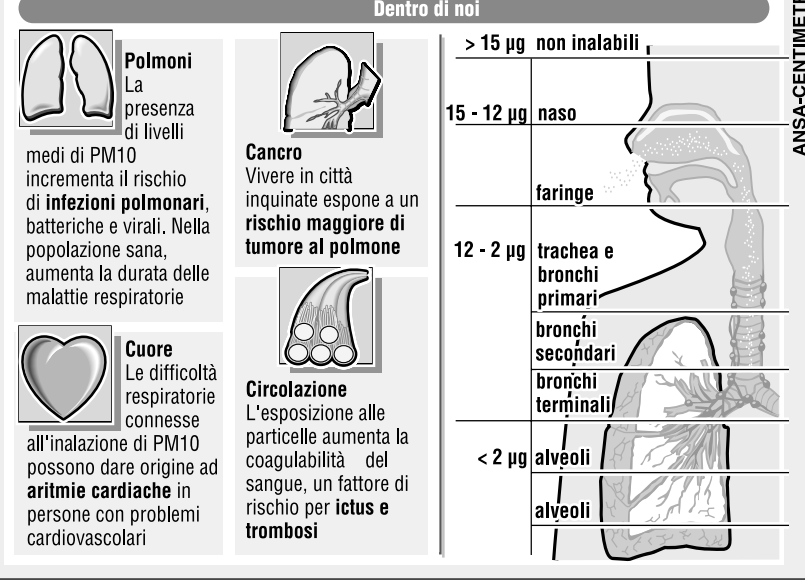 Dentro di noi
Polmoni
La
presenza
di livelli
medi di PM10
incrementa il rischio
di infezioni polmonari,
batteriche e virali. Nella
popolazione sana,
aumenta la durata delle
malattie respiratorie
Cuore
Le difficoltà
respiratorie
connesse
all'inalazione di PM10
possono dare origine ad
aritmie cardiache in
persone con problemi
cardiovascolari
Cancro
Vivere in città
inquinate espone a un
rischio maggiore di
tumore al polmone
Circolazione
L'esposizione alle
particelle aumenta la
coagulabilità del
sangue, un fattore di
rischio per ictus e
trombosi
> 15 µg non inalabili
15 - 12 µg naso
faringe
12 - 2 µg trachea e
bronchi
primari
bronchi
secondari
bronchi
terminali
< 2 µg alveoli
alveoli